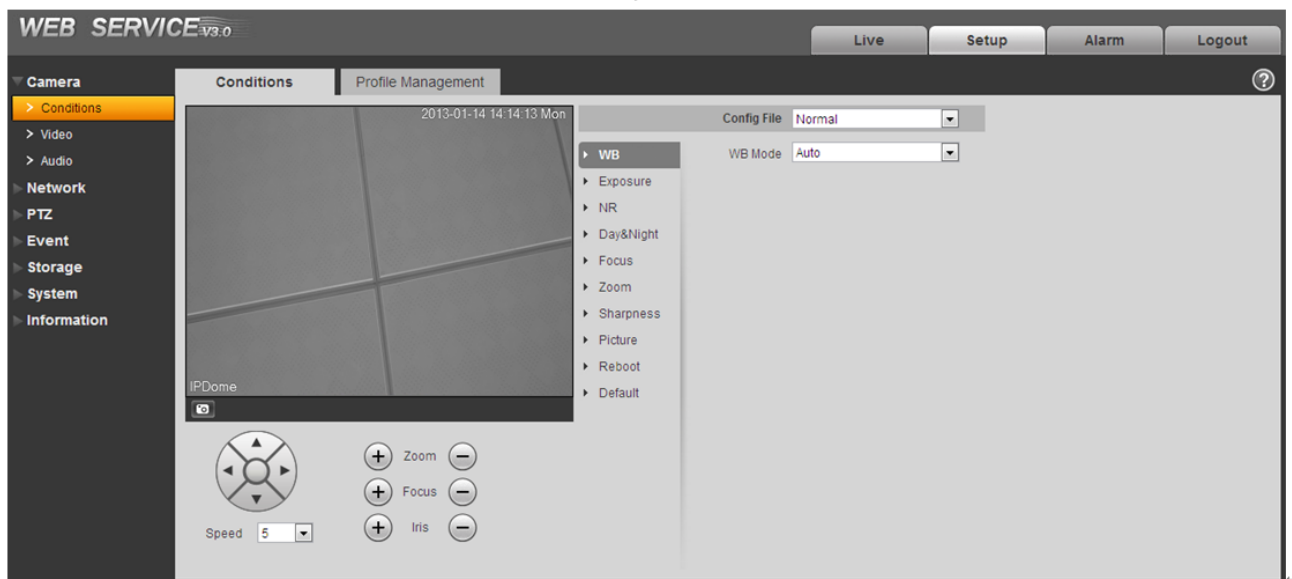 WEB SERVICE V3.0
Live
Setup
Alarm
Logout
Camera
Conditions
Video
Audio
Network
PTZ
Event
Storage
System
Information
Conditions
Profile Management
?
2013-01-14 14:14:13 Mon
IPDome
Config File Normal
WB Mode Auto
WB
Exposure
NR
Day&Night
Focus
Zoom
Sharpness
Picture
Reboot
Default
+ Zoom −
+ Focus −
+ Iris −
Speed 5